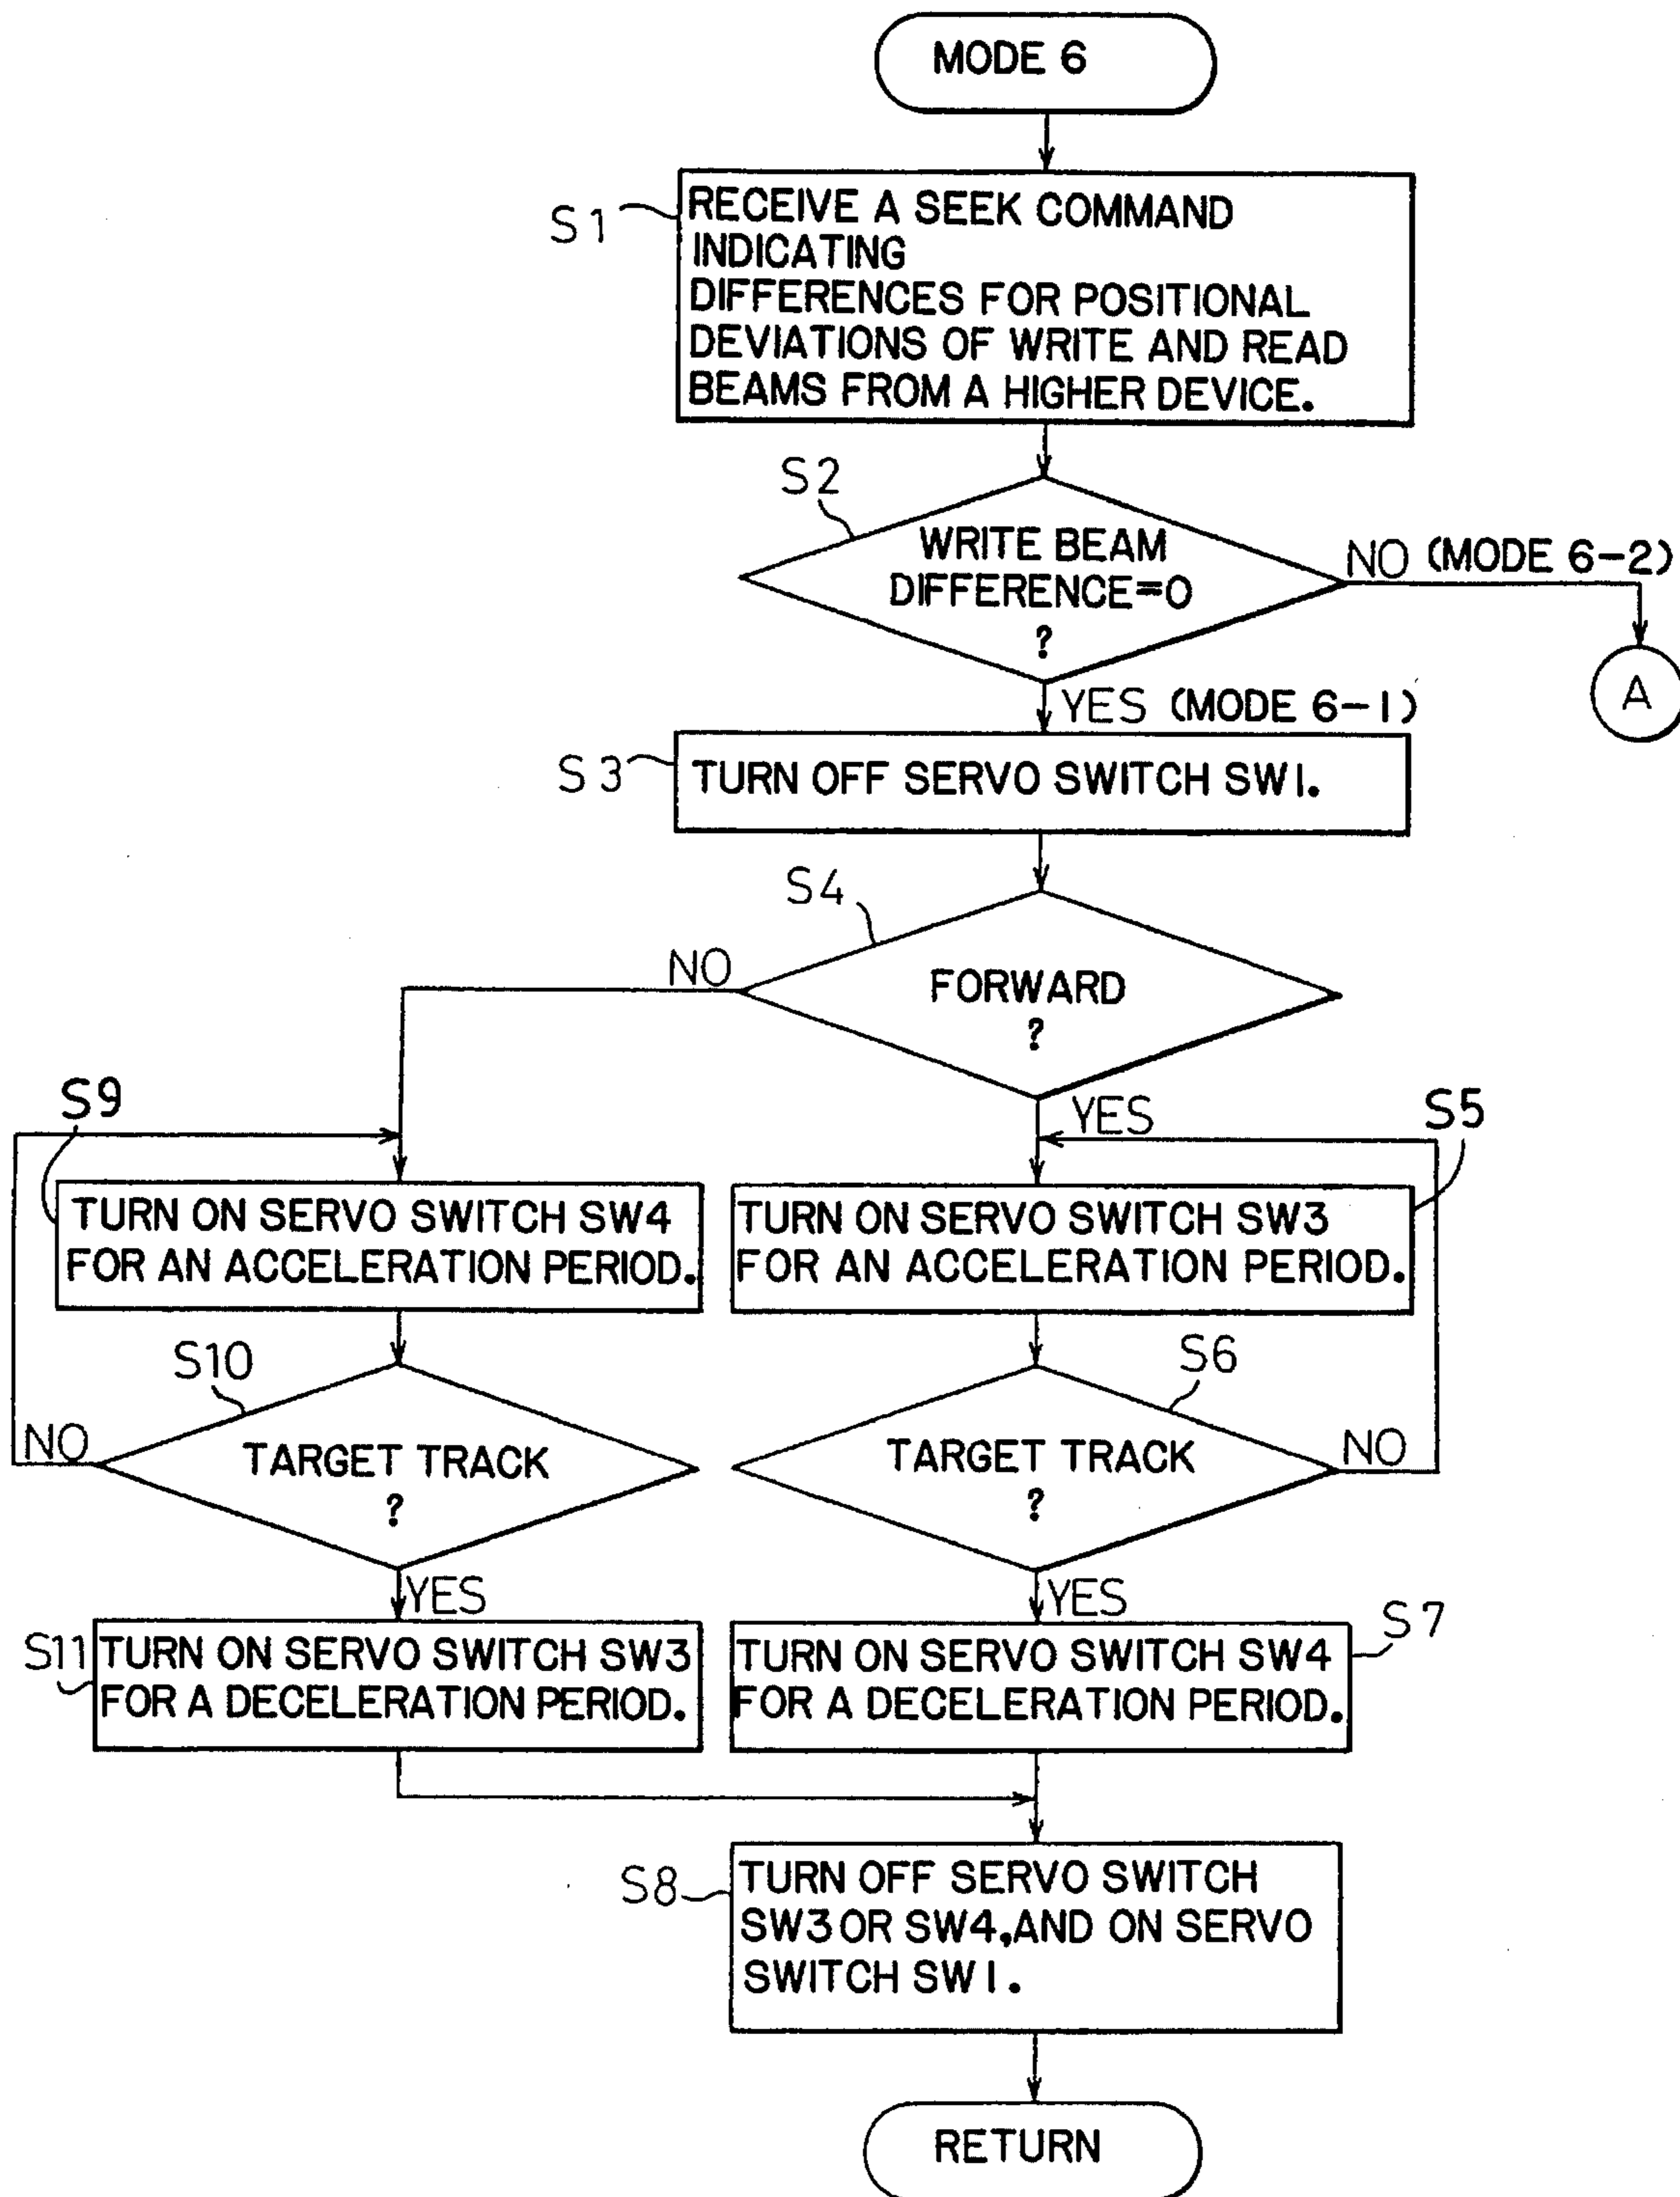 MODE 6
S1
RECEIVE A SEEK COMMAND
INDICATING
DIFFERENCES FOR POSITIONAL
DEVIATIONS OF WRITE AND READ
BEAMS FROM A HIGHER DEVICE.
S2
WRITE BEAM
DIFFERENCE=0
?
NO (MODE 6-2)
A
YES (MODE 6-1)
S3
TURN OFF SERVO SWITCH SW1.
S4
NO
FORWARD
?
YES
S9
S5
TURN ON SERVO SWITCH SW4
FOR AN ACCELERATION PERIOD.
TURN ON SERVO SWITCH SW3
FOR AN ACCELERATION PERIOD.
S10
S6
NO
TARGET TRACK
?
TARGET TRACK
?
NO
YES
YES
S11
TURN ON SERVO SWITCH SW3
FOR A DECELERATION PERIOD.
TURN ON SERVO SWITCH SW4
FOR A DECELERATION PERIOD.
S7
S8
TURN OFF SERVO SWITCH
SW3 OR SW4, AND ON SERVO
SWITCH SW1.
RETURN